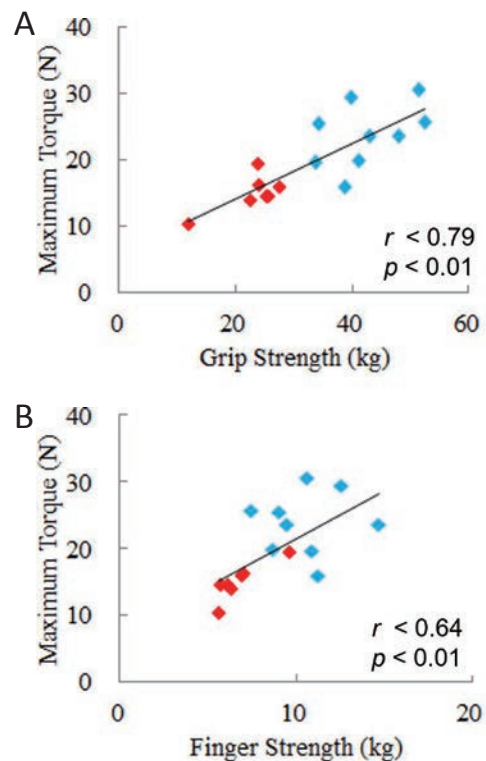 A
Maximum Torque (N)
40
30
20
10
0
0 20 40 60
Grip Strength (kg)
r < 0.79
p < 0.01
B
Maximum Torque (N)
40
30
20
10
0
0 10 20
Finger Strength (kg)
r < 0.64
p < 0.01